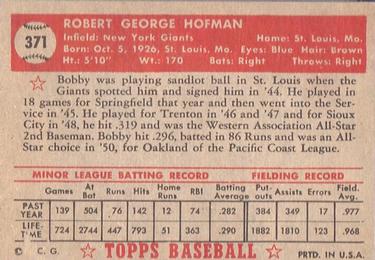 371
ROBERT GEORGE HOFMAN
Infield: New York Giants Home: St. Louis, Mo.
Born: Oct. 5, 1926, St. Louis, Mo. Eyes: Blue Hair: Brown
Ht.: 5'10" Wt.: 170 Bats: Right Throws: Right
Bobby was playing sandlot ball in St. Louis when the
Giants spotted him and signed him in '44. He played in
18 games for Springfield that year and then went into the Ser-
vice in '45. He played for Trenton in '46 and '47 and for Sioux
City in '48, he hit .319 and was the Western Association All-Star
2nd Baseman. Bobby hit .296, batted in 86 Runs and was an All-
Star choice in '50, for Oakland of the Pacific Coast League.
MINOR LEAGUE BATTING RECORD FIELDING RECORD
Games At Bat Runs Hits Home Runs RBI Batting Average Put-outs Assists Errors Field. Avg.
PAST YEAR 139 504 76 142 12 74 .282 384 349 17 .977
LIFE-TIME 724 2744 447 793 51 363 .290 1882 1810 123 .968
© C. G. TOPPS BASEBALL PRTD. IN U.S.A.